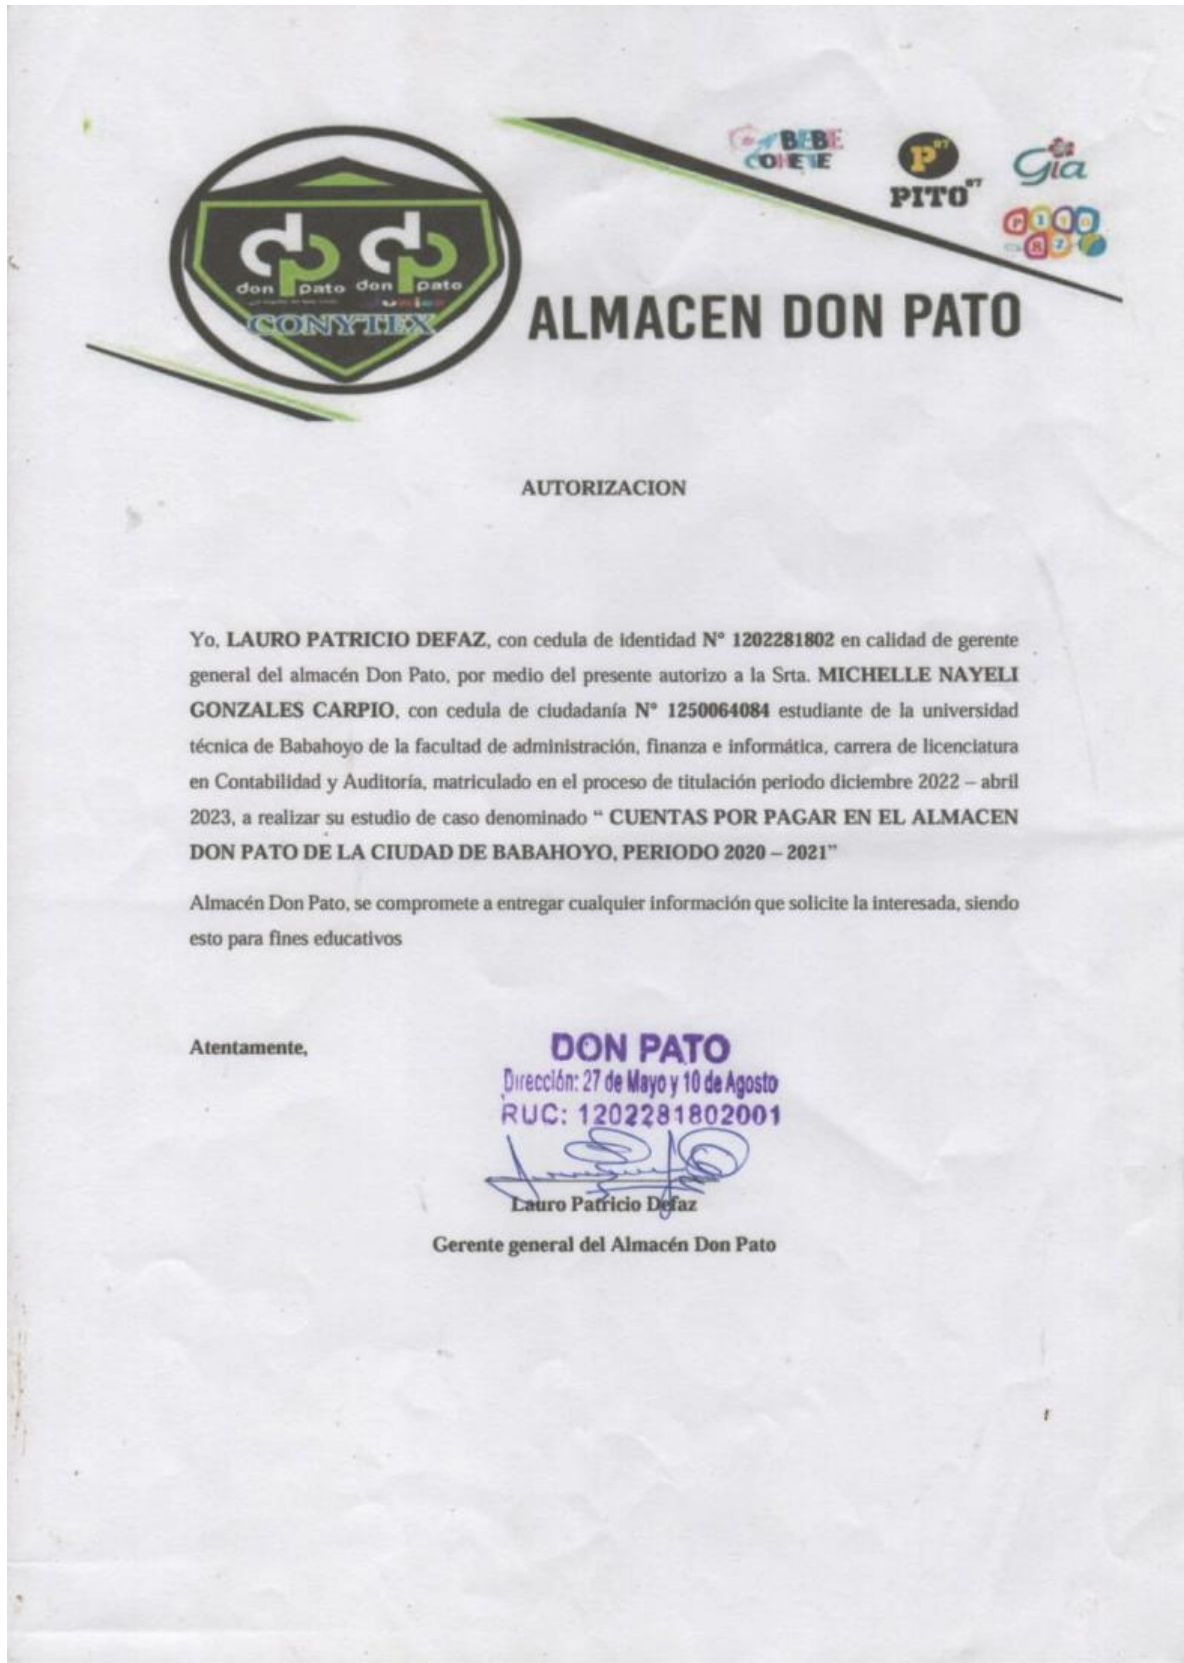 BEBE
COHETE
P 87
PITO 87
Gia
PITO
87
dp dp
don pato don pato
junior
CONYTEX
ALMACEN DON PATO
AUTORIZACION
Yo, LAURO PATRICIO DEFAZ, con cedula de identidad N° 1202281802 en calidad de gerente
general del almacén Don Pato, por medio del presente autorizo a la Srta. MICHELLE NAYELI
GONZALES CARPIO, con cedula de ciudadanía N° 1250064084 estudiante de la universidad
técnica de Babahoyo de la facultad de administración, finanza e informática, carrera de licenciatura
en Contabilidad y Auditoría, matriculado en el proceso de titulación periodo diciembre 2022 – abril
2023, a realizar su estudio de caso denominado “ CUENTAS POR PAGAR EN EL ALMACEN
DON PATO DE LA CIUDAD DE BABAHOYO, PERIODO 2020 – 2021”
Almacén Don Pato, se compromete a entregar cualquier información que solicite la interesada, siendo
esto para fines educativos
Atentamente,
DON PATO
Dirección: 27 de Mayo y 10 de Agosto
RUC: 1202281802001
Lauro Patricio Defaz
Gerente general del Almacén Don Pato